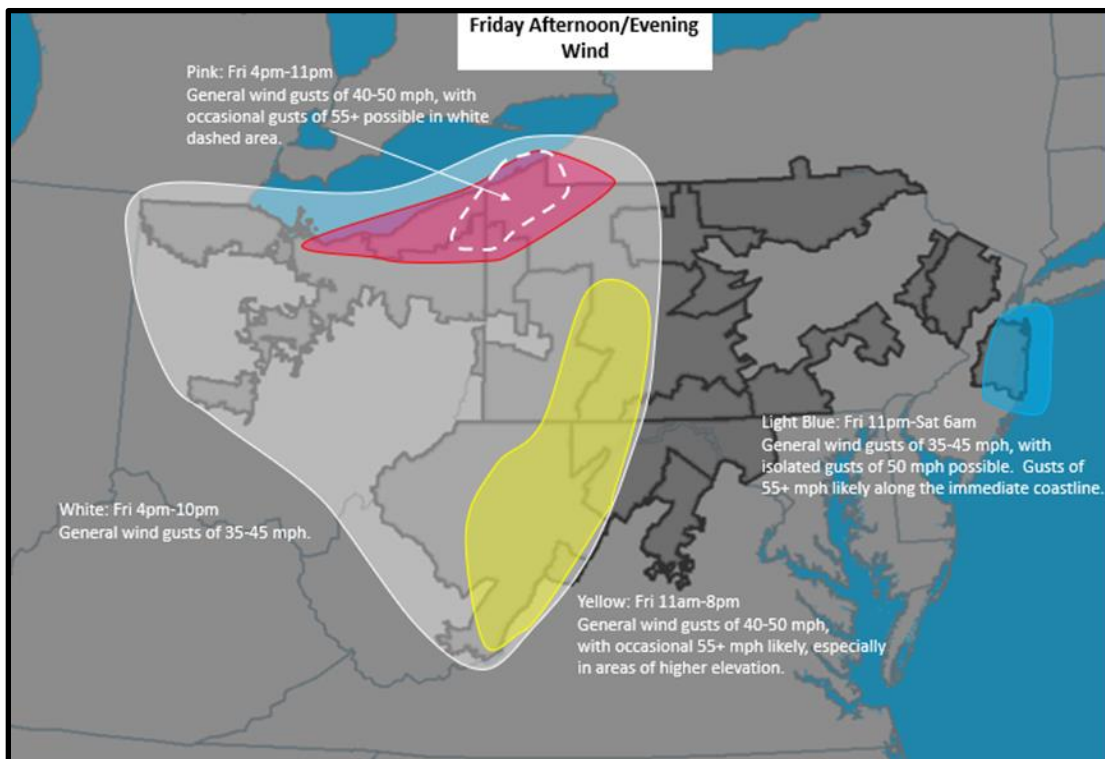 Friday Afternoon/Evening
Wind
Pink: Fri 4pm-11pm
General wind gusts of 40-50 mph, with
occasional gusts of 55+ possible in white
dashed area.
Light Blue: Fri 11pm-Sat 6am
General wind gusts of 35-45 mph, with
isolated gusts of 50 mph possible.  Gusts of
55+ mph likely along the immediate coastline.
White: Fri 4pm-10pm
General wind gusts of 35-45 mph.
Yellow: Fri 11am-8pm
General wind gusts of 40-50 mph,
with occasional 55+ mph likely, especially
in areas of higher elevation.